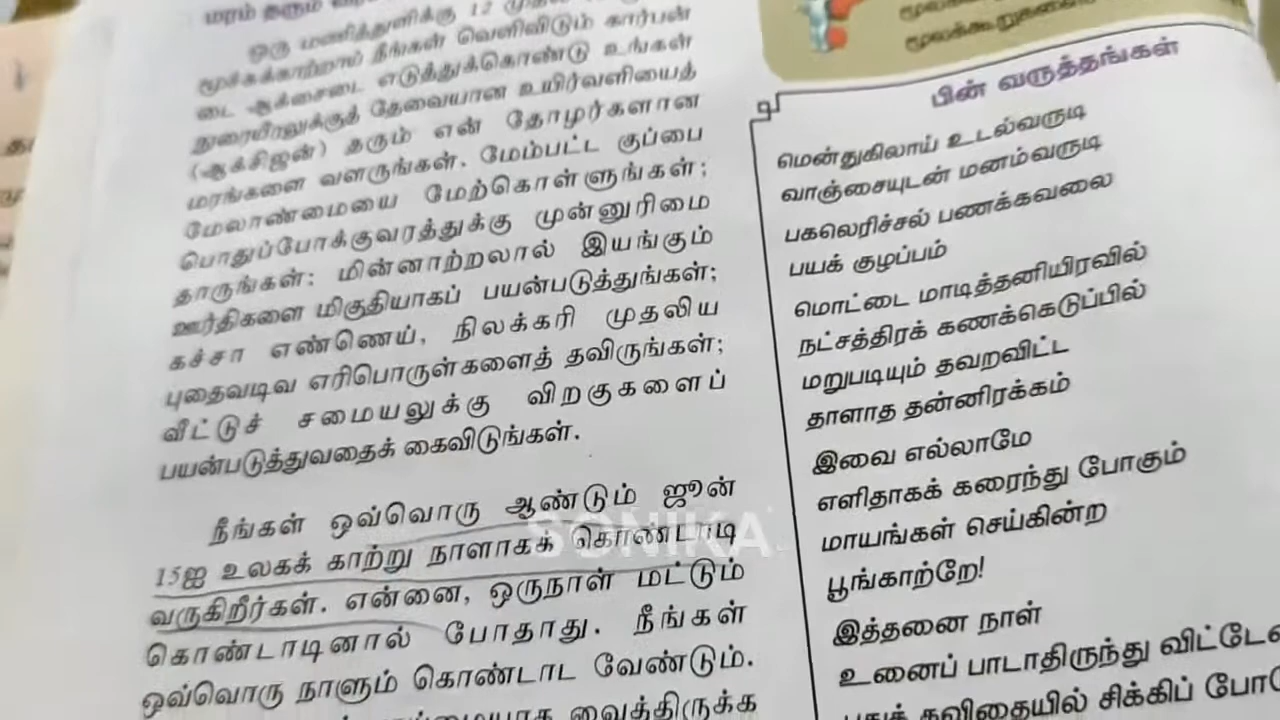 மரம் தரும்
ஒரு மணித்துளிக்கு 12
மூச்சுக்காற்றாய் நீங்கள் வெளிவிடும் கார்பன்
டை ஆக்சைடை எடுத்துக்கொண்டு உங்கள்
நுரையீரலுக்குத் தேவையான உயிர்வளியைத்
(ஆக்சிஜன்) தரும் என் தோழர்களான
மரங்களை வளருங்கள். மேம்பட்ட குப்பை
மேலாண்மையை மேற்கொள்ளுங்கள்;
பொதுப்போக்குவரத்துக்கு முன்னுரிமை
தாருங்கள்; மின்னாற்றலால் இயங்கும்
ஊர்திகளை மிகுதியாகப் பயன்படுத்துங்கள்;
கச்சா எண்ணெய், நிலக்கரி முதலிய
புதைவடிவ எரிபொருள்களைத் தவிருங்கள்;
வீட்டுச் சமையலுக்கு விறகுகளைப்
பயன்படுத்துவதைக் கைவிடுங்கள்.
நீங்கள் ஒவ்வொரு ஆண்டும் ஜூன்
15ஐ உலகக் காற்று நாளாகக் கொண்டாடி
வருகிறீர்கள். என்னை, ஒருநாள் மட்டும்
கொண்டாடினால் போதாது. நீங்கள்
ஒவ்வொரு நாளும் கொண்டாட வேண்டும்.
வைத்திருக்க
பின் வருத்தங்கள்
மென்துகிலாய் உடல்வருடி
வாஞ்சையுடன் மனம்வருடி
பகலெரிச்சல் பணக்கவலை
பயக் குழப்பம்
மொட்டை மாடித்தனியிரவில்
நட்சத்திரக் கணக்கெடுப்பில்
மறுபடியும் தவறவிட்ட
தாளாத தன்னிரக்கம்
இவை எல்லாமே
எளிதாகக் கரைந்து போகும்
மாயங்கள் செய்கின்ற
பூங்காற்றே!
இத்தனை நாள்
உனைப் பாடாதிருந்து விட்டேன்
புதுக் கவிதையில் சிக்கிப்
SONIKA